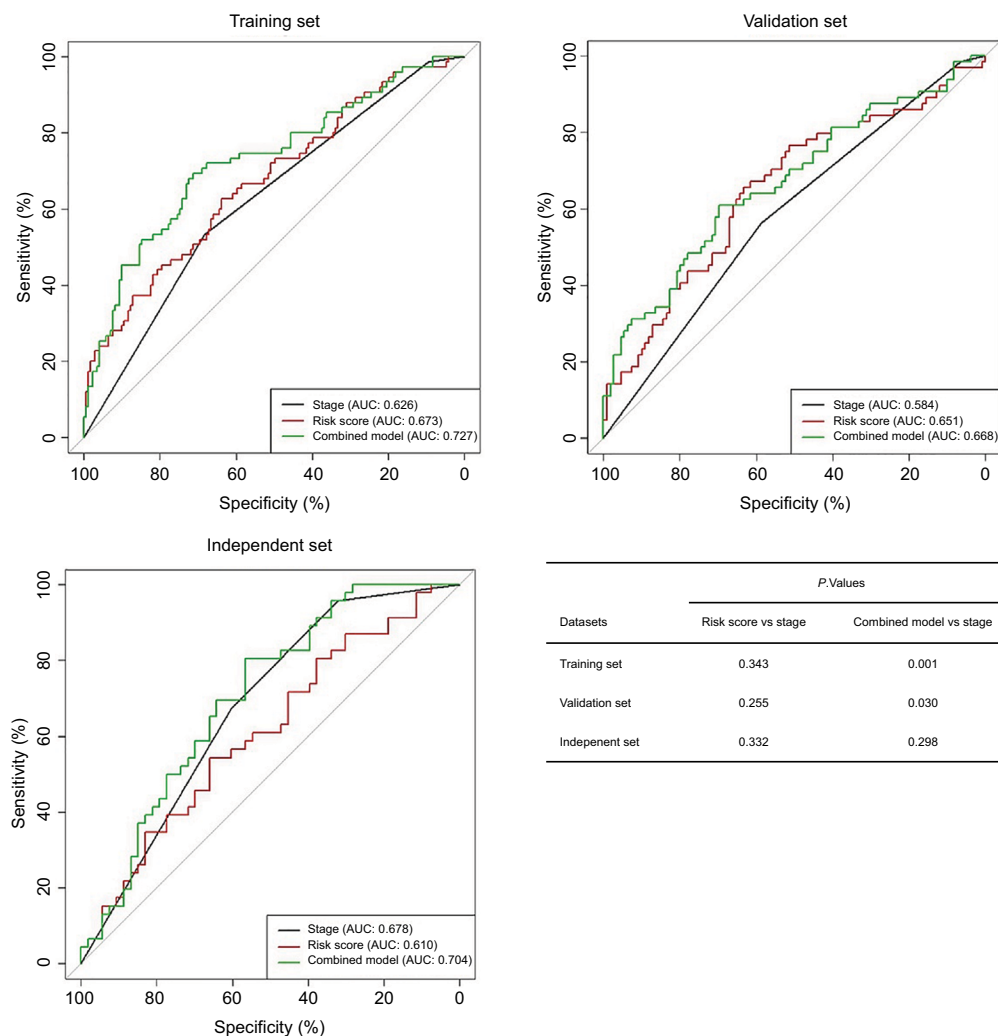 Training set
Sensitivity (%)
100
80
60
40
20
0
Stage (AUC: 0.626)
Risk score (AUC: 0.673)
Combined model (AUC: 0.727)
100 80 60 40 20 0
Specificity (%)
Validation set
Sensitivity (%)
100
80
60
40
20
0
Stage (AUC: 0.584)
Risk score (AUC: 0.651)
Combined model (AUC: 0.668)
100 80 60 40 20 0
Specificity (%)
Independent set
Sensitivity (%)
100
80
60
40
20
0
Stage (AUC: 0.678)
Risk score (AUC: 0.610)
Combined model (AUC: 0.704)
100 80 60 40 20 0
Specificity (%)
P.Values
Datasets Risk score vs stage Combined model vs stage
Training set 0.343 0.001
Validation set 0.255 0.030
Indepenent set 0.332 0.298